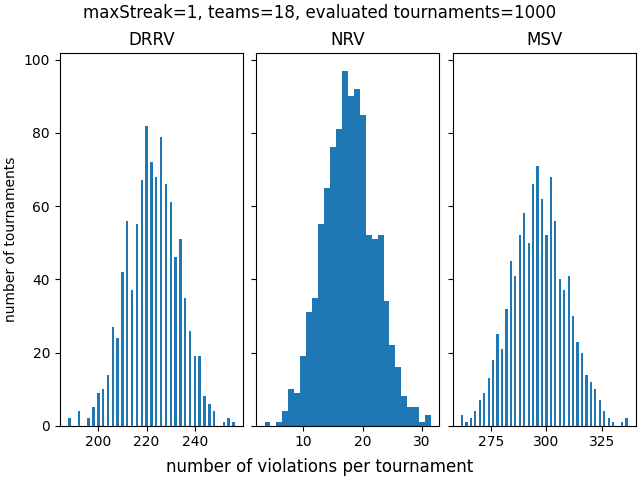 maxStreak=1, teams=18, evaluated tournaments=1000
DRRV NRV MSV
number of tournaments
100
80
60
40
20
0
200 220 240 10 20 30 275 300 325
number of violations per tournament